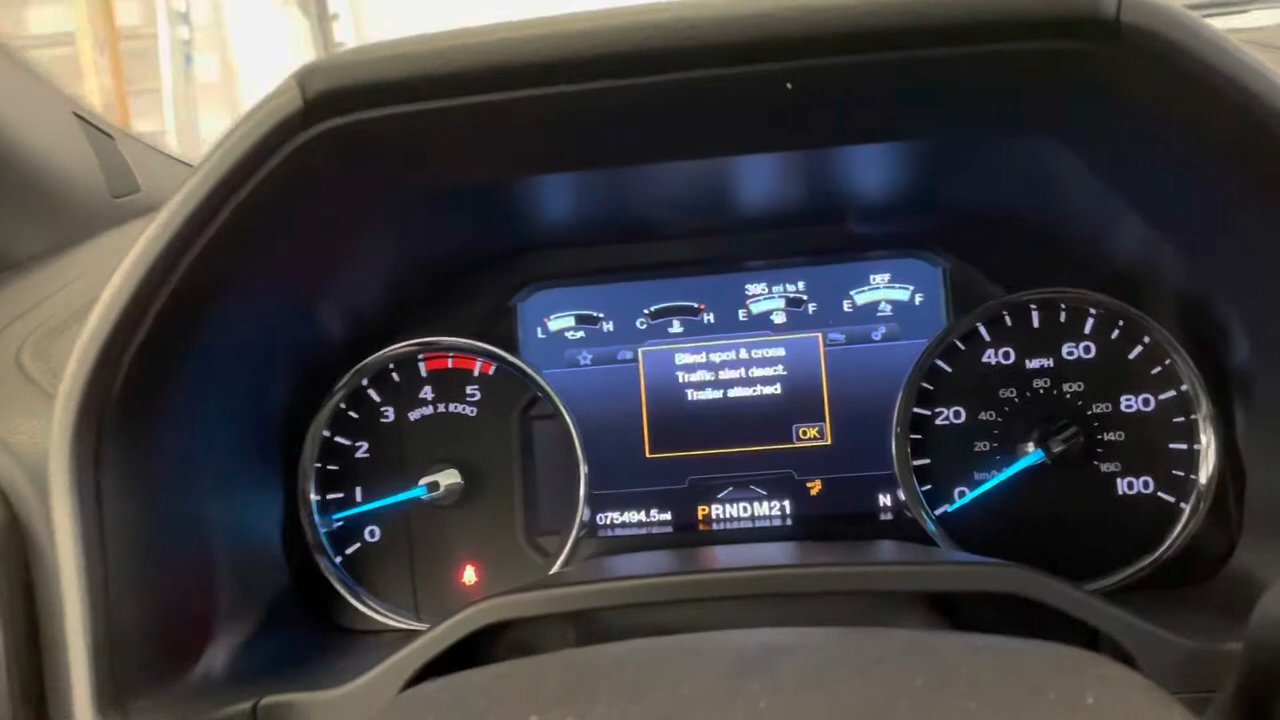 395 mi to E
DEF
L H
C H
E F
E F
Blind spot & cross
Traffic alert deact.
Trailer attached
OK
0 1 2 3 4 5
RPM X 1000
0 20 40 60 80 100
MPH
20 40 60 80 100 120 140 160
km/h
075494.5mi
PRNDM21
N